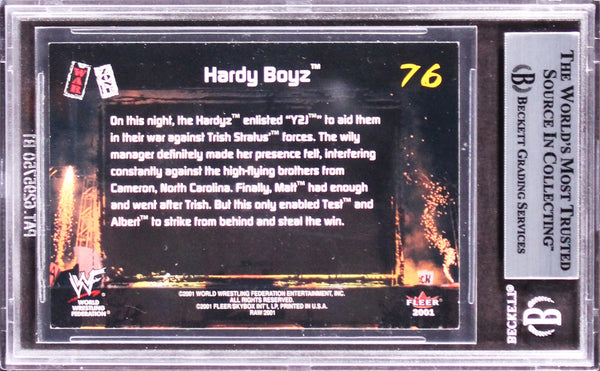 WAR
Hardy Boyz™
76
On this night, the Hardyz™ enlisted "Y2J™" to aid them
in their war against Trish Stratus'™ forces. The wily
manager definitely made her presence felt, interfering
constantly against the high-flying brothers from
Cameron, North Carolina. Finally, Matt™ had enough
and went after Trish. But this only enabled Test™ and
Albert™ to strike from behind and steal the win.
WORLD
WRESTLING
FEDERATION®
©2001 WORLD WRESTLING FEDERATION ENTERTAINMENT, INC.
ALL RIGHTS RESERVED.
©2001 FLEER/SKYBOX INT'L LP, PRINTED IN U.S.A.
RAW 2001
FLEER
2001
THE WORLD'S MOST TRUSTED
SOURCE IN COLLECTING™
BECKETT GRADING SERVICES
BECKETT®